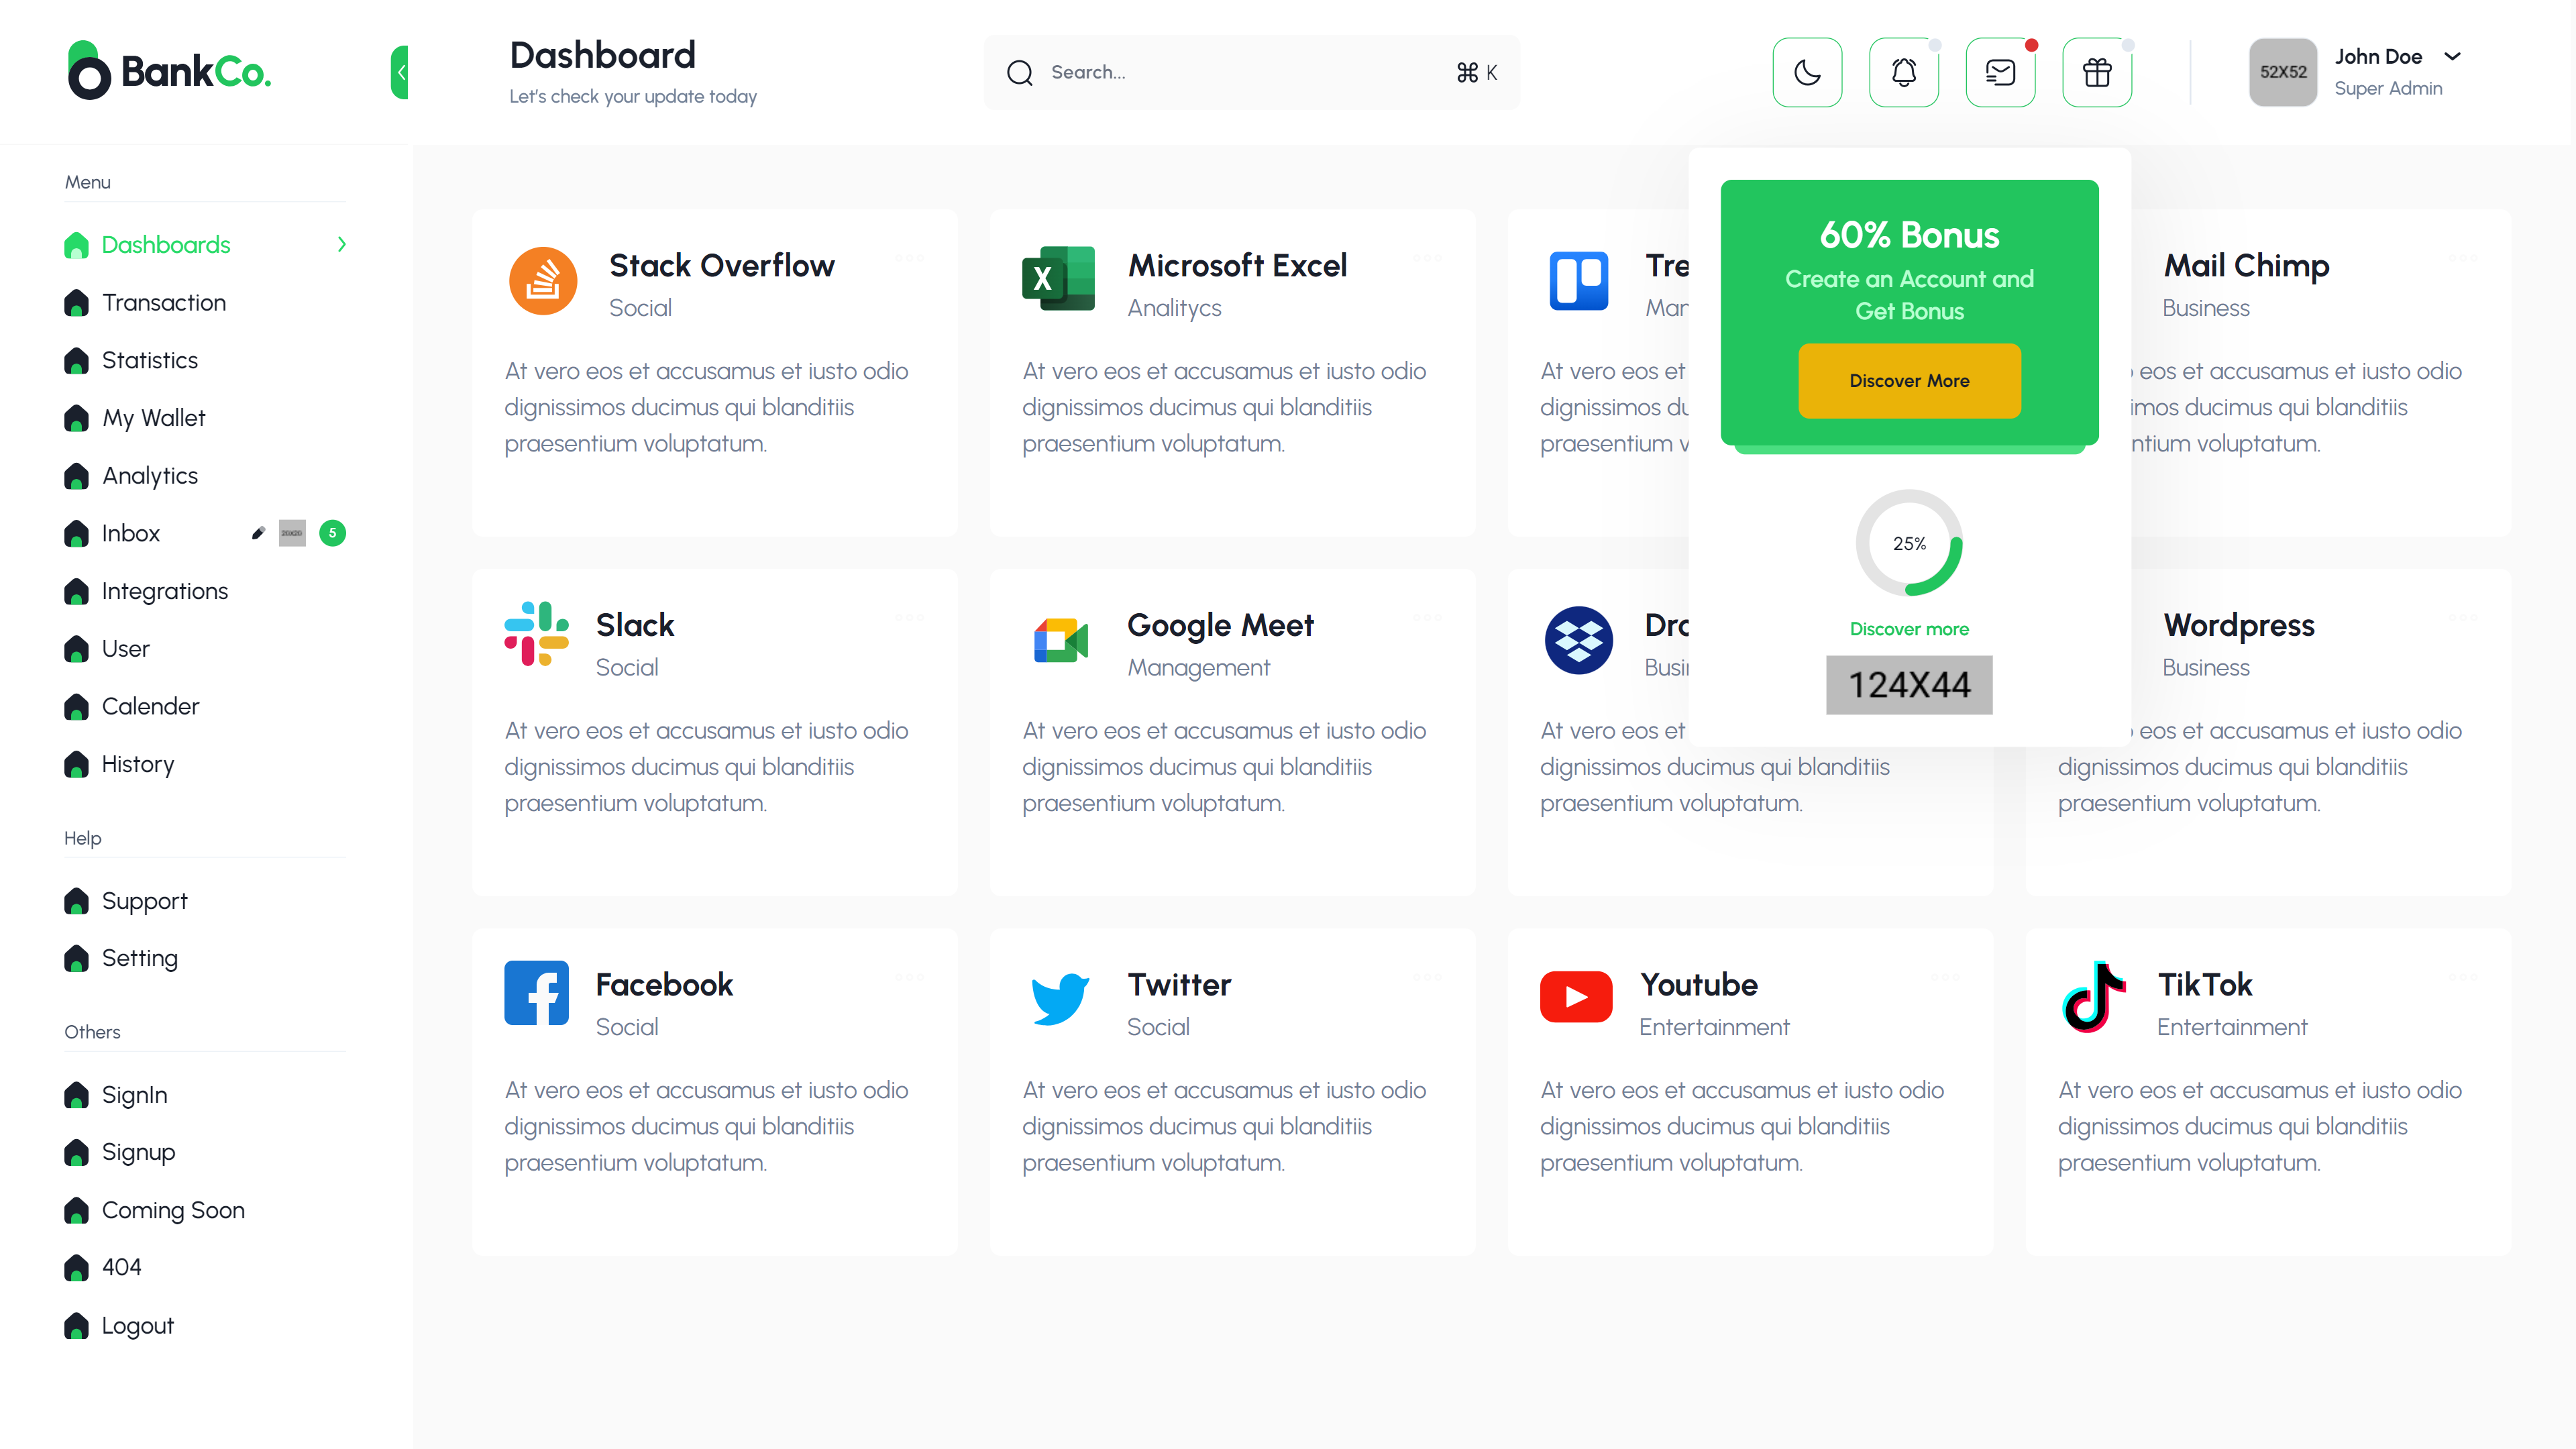 BankCo.
Dashboard
Let's check your update today
Search...
⌘ K
52X52
John Doe
Super Admin
Menu
Dashboards
Transaction
Statistics
My Wallet
Analytics
Inbox
5
Integrations
User
Calender
History
Help
Support
Setting
Others
SignIn
Signup
Coming Soon
404
Logout
Stack Overflow
Social
At vero eos et accusamus et iusto odio
dignissimos ducimus qui blanditiis
praesentium voluptatum.
Microsoft Excel
Analitycs
At vero eos et accusamus et iusto odio
dignissimos ducimus qui blanditiis
praesentium voluptatum.
Tre
Man
At vero eos et
dignissimos du
praesentium v
60% Bonus
Create an Account and
Get Bonus
Discover More
25%
Discover more
124X44
Mail Chimp
Business
eos et accusamus et iusto odio
imos ducimus qui blanditiis
ntium voluptatum.
Slack
Social
At vero eos et accusamus et iusto odio
dignissimos ducimus qui blanditiis
praesentium voluptatum.
Google Meet
Management
At vero eos et accusamus et iusto odio
dignissimos ducimus qui blanditiis
praesentium voluptatum.
Dro
Busi
At vero eos et
dignissimos ducimus qui blanditiis
praesentium voluptatum.
Wordpress
Business
eos et accusamus et iusto odio
dignissimos ducimus qui blanditiis
praesentium voluptatum.
Facebook
Social
At vero eos et accusamus et iusto odio
dignissimos ducimus qui blanditiis
praesentium voluptatum.
Twitter
Social
At vero eos et accusamus et iusto odio
dignissimos ducimus qui blanditiis
praesentium voluptatum.
Youtube
Entertainment
At vero eos et accusamus et iusto odio
dignissimos ducimus qui blanditiis
praesentium voluptatum.
TikTok
Entertainment
At vero eos et accusamus et iusto odio
dignissimos ducimus qui blanditiis
praesentium voluptatum.